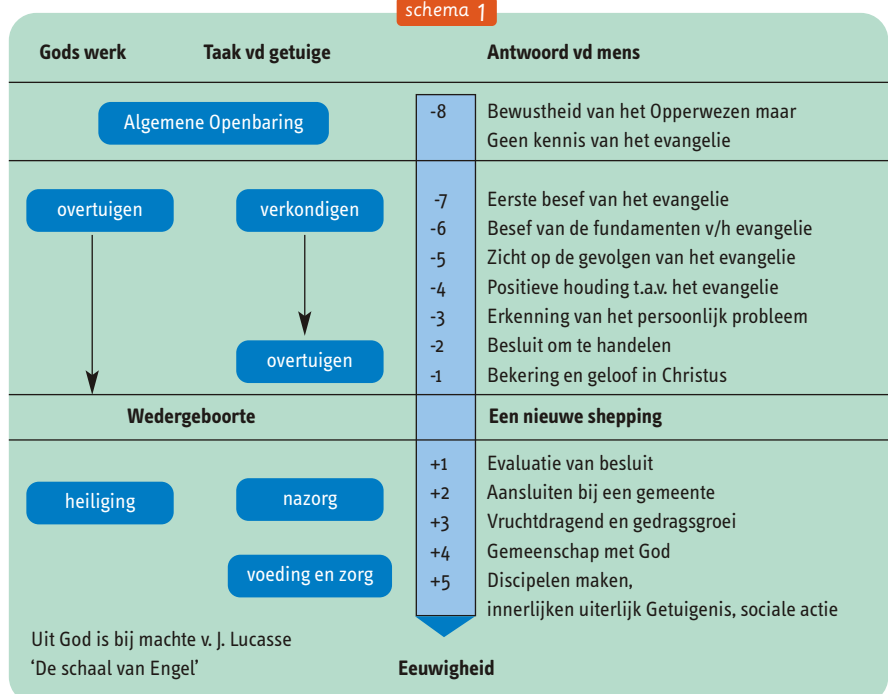 schema 1
Gods werk Taak vd getuige Antwoord vd mens
Algemene Openbaring
-8 Bewustheid van het Opperwezen maar
Geen kennis van het evangelie
overtuigen verkondigen
-7 Eerste besef van het evangelie
-6 Besef van de fundamenten v/h evangelie
-5 Zicht op de gevolgen van het evangelie
-4 Positieve houding t.a.v. het evangelie
-3 Erkenning van het persoonlijk probleem
-2 Besluit om te handelen
overtuigen
-1 Bekering en geloof in Christus
Wedergeboorte Een nieuwe shepping
+1 Evaluatie van besluit
heiliging nazorg
+2 Aansluiten bij een gemeente
+3 Vruchtdragend en gedragsgroei
+4 Gemeenschap met God
voeding en zorg
+5 Discipelen maken,
innerlijken uiterlijk Getuigenis, sociale actie
Uit God is bij machte v. J. Lucasse
‘De schaal van Engel’
Eeuwigheid